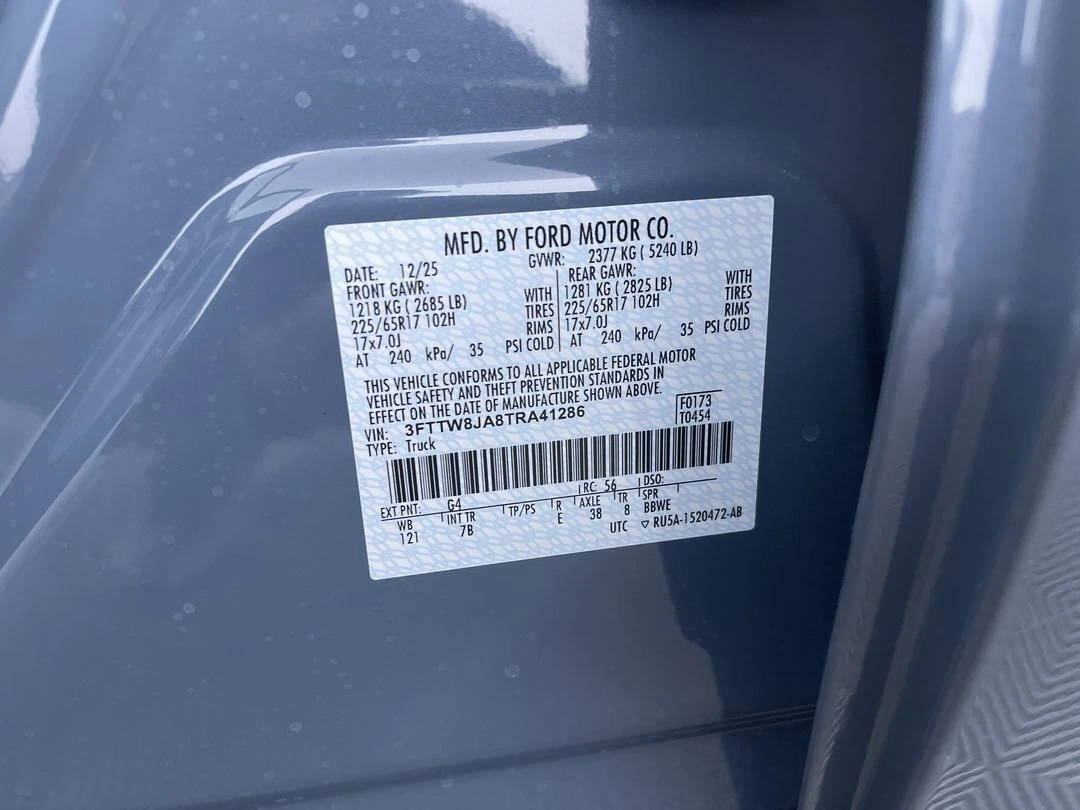 MFD. BY FORD MOTOR CO.
DATE: 12/25 GVWR: 2377 KG ( 5240 LB)
FRONT GAWR: REAR GAWR:
1218 KG ( 2685 LB) WITH 1281 KG ( 2825 LB) WITH
225/65R17 102H TIRES 225/65R17 102H TIRES
17x7.0J RIMS 17x7.0J RIMS
AT 240 kPa/ 35 PSI COLD AT 240 kPa/ 35 PSI COLD
THIS VEHICLE CONFORMS TO ALL APPLICABLE FEDERAL MOTOR
VEHICLE SAFETY AND THEFT PREVENTION STANDARDS IN
EFFECT ON THE DATE OF MANUFACTURE SHOWN ABOVE.
VIN: 3FTTW8JA8TRA41286 F0173
TYPE: Truck T0454
EXT PNT: G4 RC: 56 DSO:
WB INT TR TP/PS R AXLE TR SPR
121 7B E 38 8 BBWE
UTC ▽ RU5A-1520472-AB